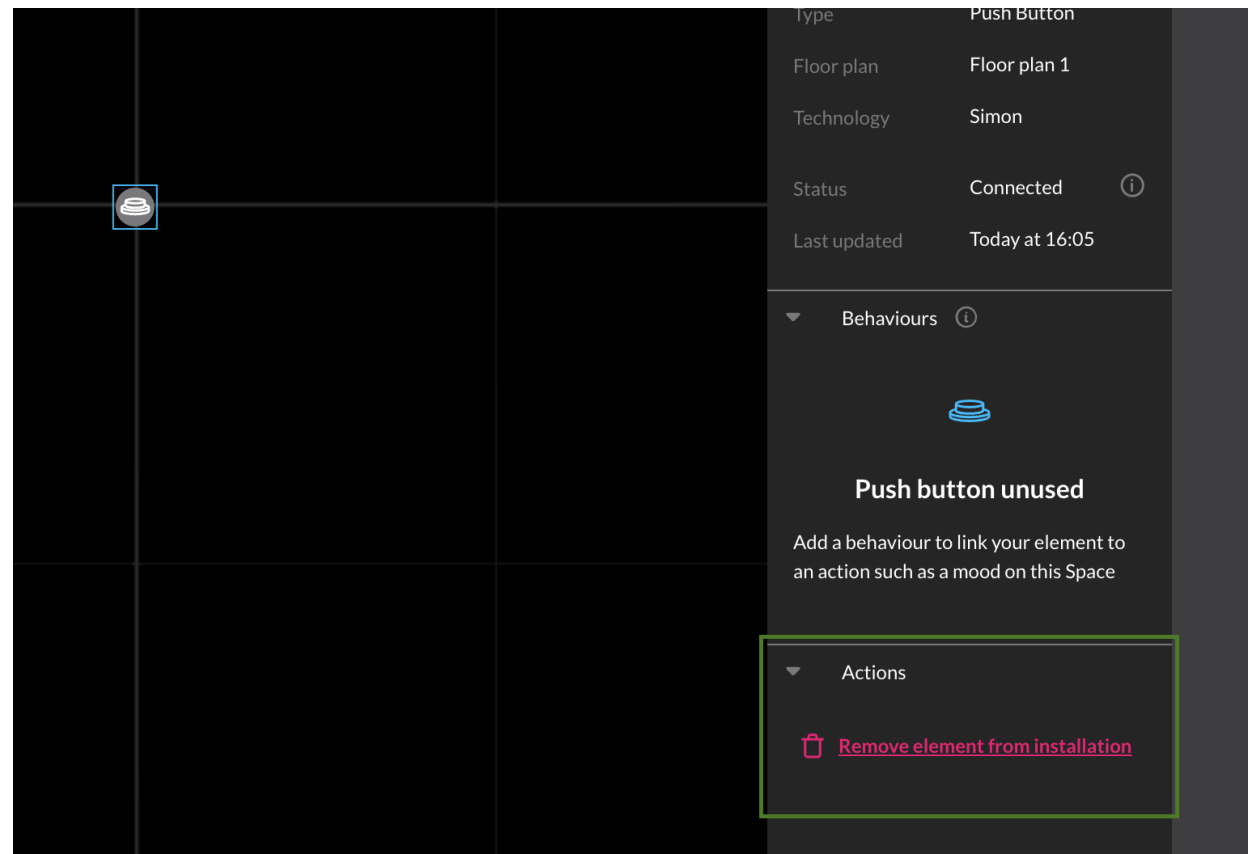 Type Push Button
Floor plan Floor plan 1
Technology Simon
Status Connected
Last updated Today at 16:05
Behaviours
Push button unused
Add a behaviour to link your element to
an action such as a mood on this Space
Actions
Remove element from installation